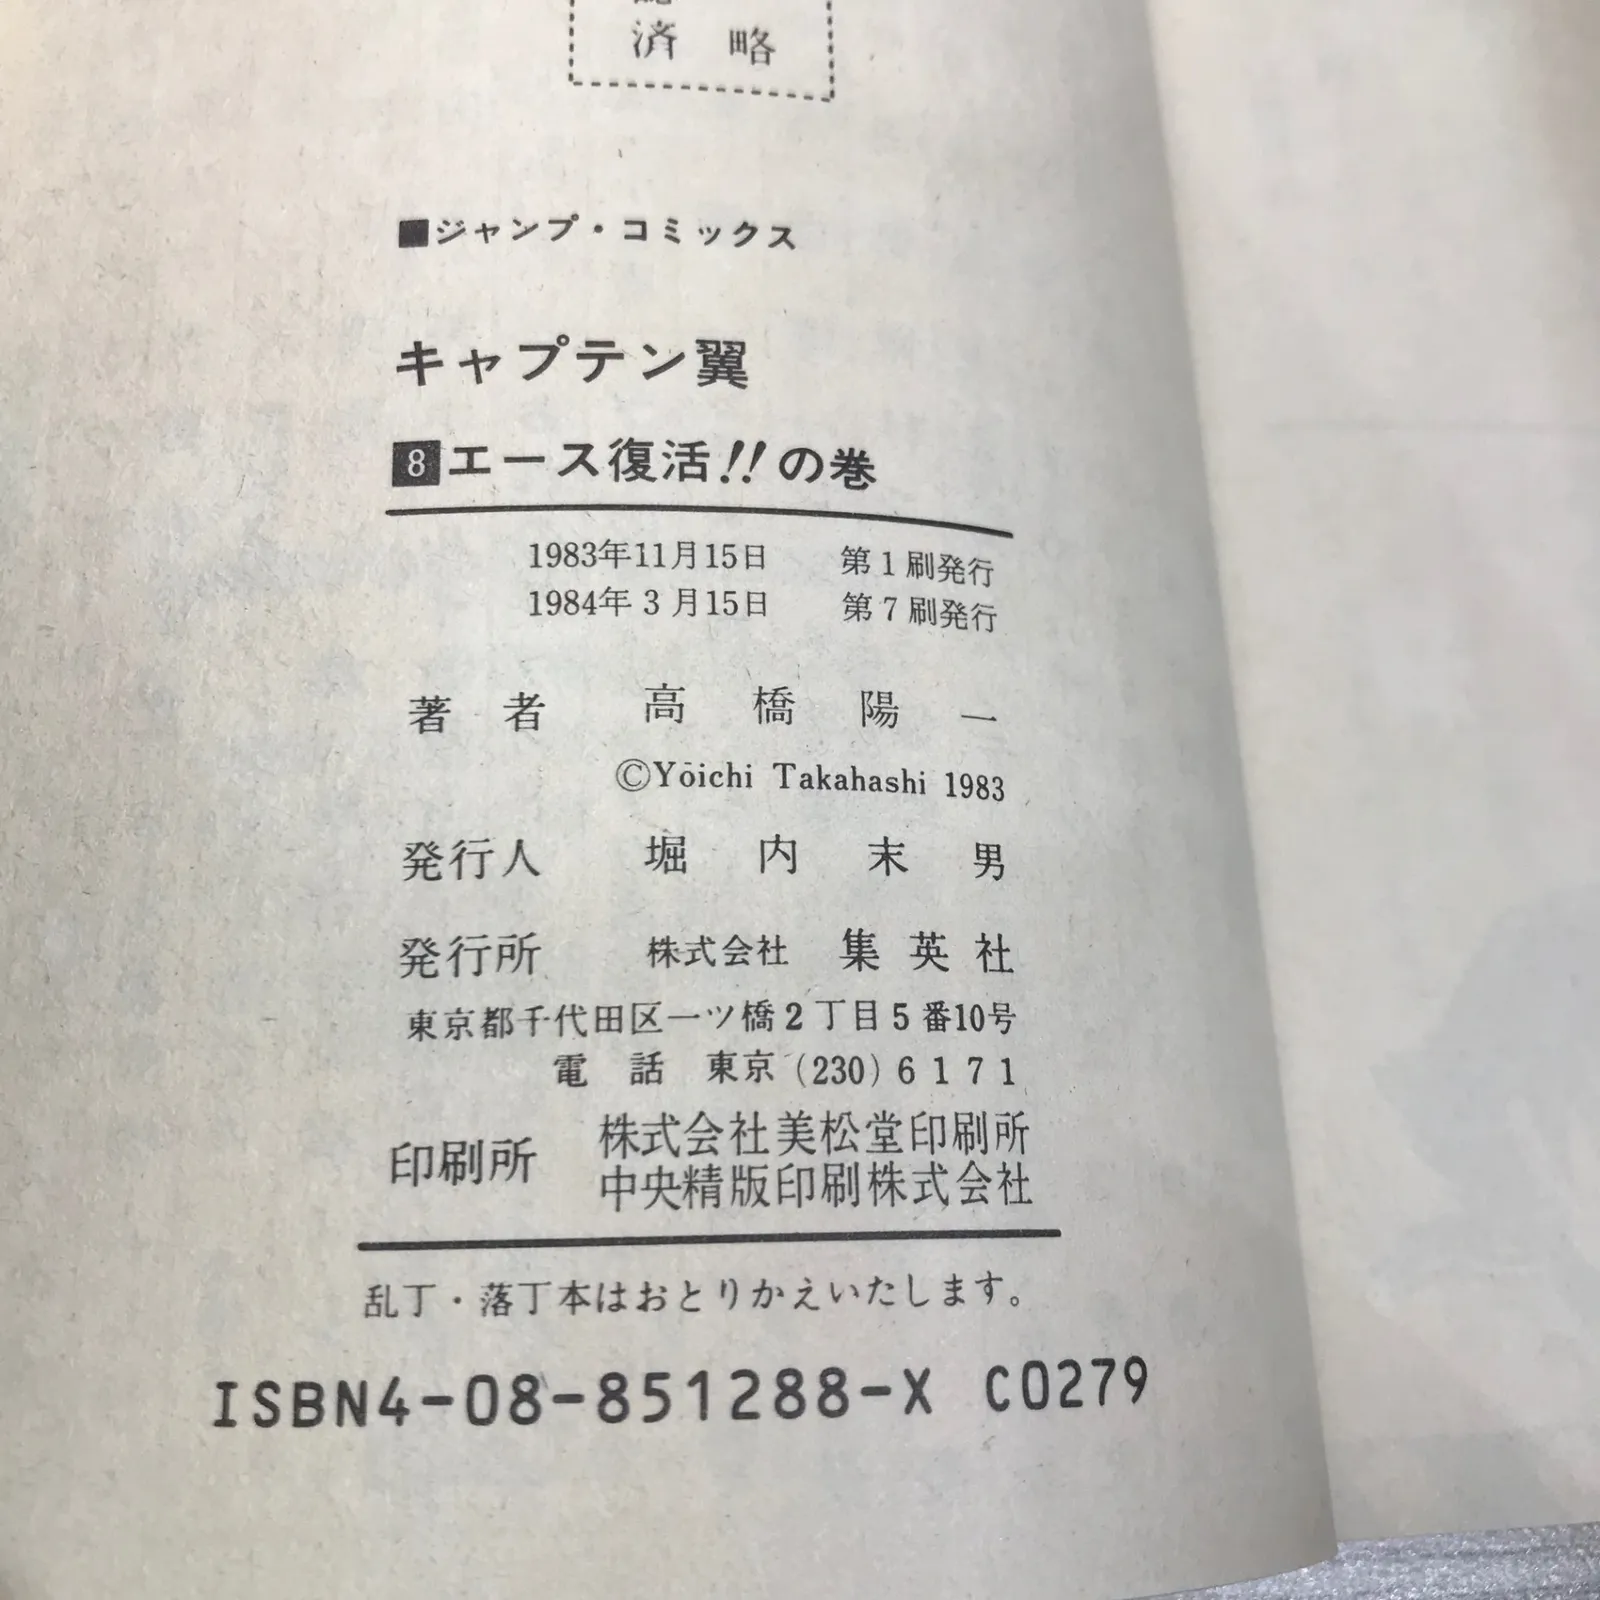 済 略
■ジャンプ・コミックス
キャプテン翼
8 エース復活!!の巻
1983年11月15日 第1刷発行
1984年3月15日 第7刷発行
著者 高橋陽一
©Yōichi Takahashi 1983
発行人 堀内末男
発行所 株式会社 集英社
東京都千代田区一ツ橋2丁目5番10号
電話 東京 (230) 6171
印刷所 株式会社美松堂印刷所
中央精版印刷株式会社
乱丁・落丁本はおとりかえいたします。
ISBN4-08-851288-X C0279